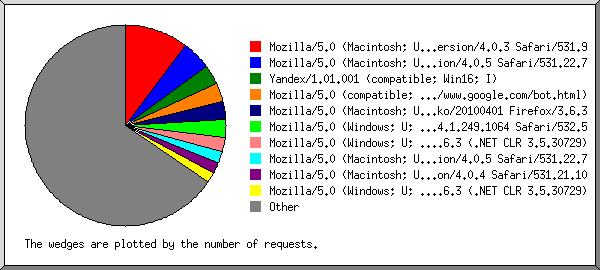 Mozilla/5.0 (Macintosh; U...ersion/4.0.3 Safari/531.9
Mozilla/5.0 (Macintosh; U...ion/4.0.5 Safari/531.22.7
Yandex/1.01.001 (compatible; Win16; I)
Mozilla/5.0 (compatible; .../www.google.com/bot.html)
Mozilla/5.0 (Macintosh; U...ko/20100401 Firefox/3.6.3
Mozilla/5.0 (Windows; U; ...4.1.249.1064 Safari/532.5
Mozilla/5.0 (Windows; U; ....6.3 (.NET CLR 3.5.30729)
Mozilla/5.0 (Macintosh; U...ion/4.0.5 Safari/531.22.7
Mozilla/5.0 (Macintosh; U...on/4.0.4 Safari/531.21.10
Mozilla/5.0 (Windows; U; ....6.3 (.NET CLR 3.5.30729)
Other
The wedges are plotted by the number of requests.